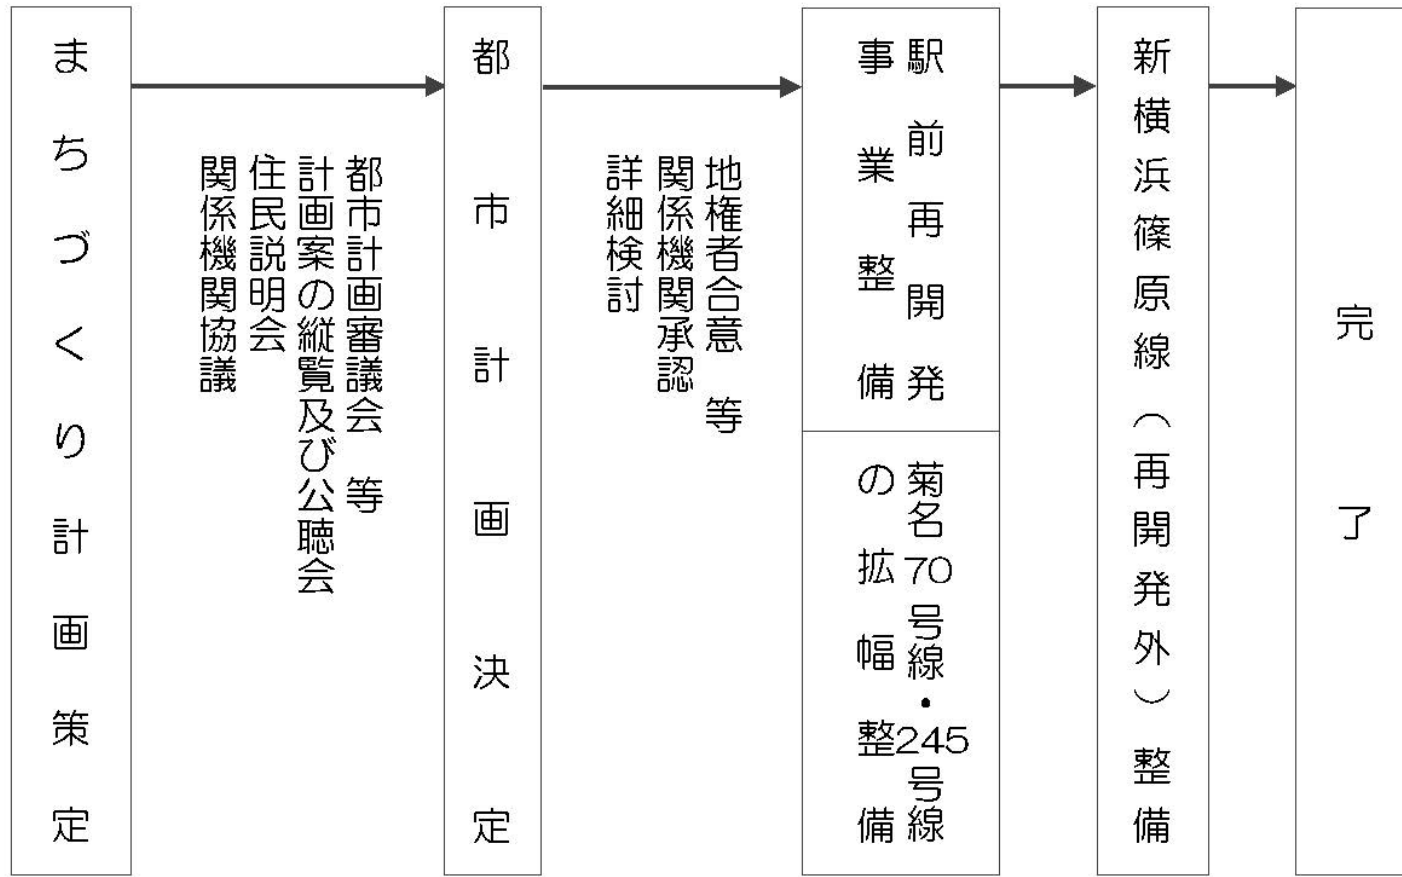 まちづくり計画策定
関係機関協議
住民説明会
計画案の縦覧及び公聴会
都市計画審議会　等
都市計画決定
詳細検討
関係機関承認
地権者合意　等
駅前再開発
事業整備
菊名70号線・245号線
の拡幅整備
新横浜篠原線（再開発外）整備
完了